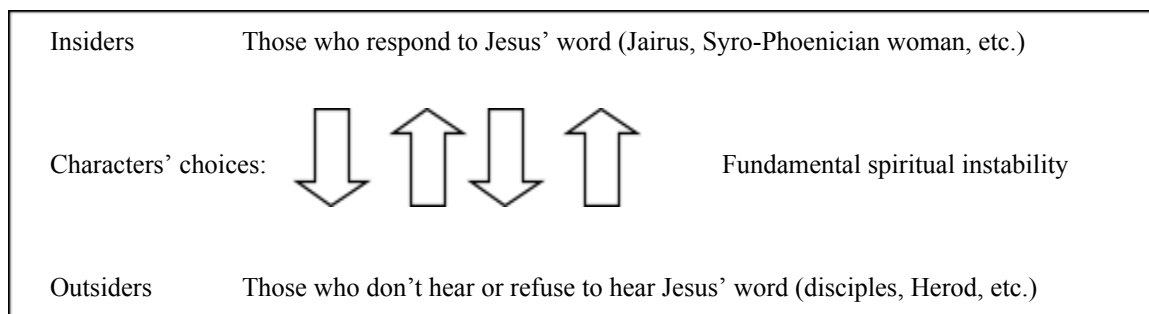 Insiders Those who respond to Jesus’ word (Jairus, Syro-Phoenician woman, etc.)
Characters’ choices: Fundamental spiritual instability
Outsiders Those who don’t hear or refuse to hear Jesus’ word (disciples, Herod, etc.)